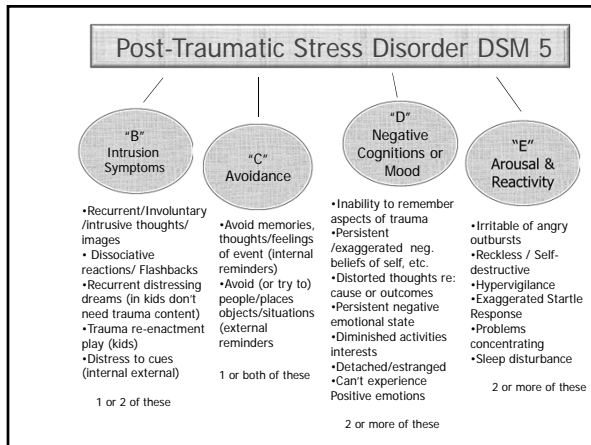 Post-Traumatic Stress Disorder DSM 5
"B"
Intrusion
Symptoms
•Recurrent/Involuntary
/intrusive thoughts/
images
• Dissociative
reactions/ Flashbacks
•Recurrent distressing
dreams (in kids don't
need trauma content)
•Trauma re-enactment
play (kids)
•Distress to cues
(internal external)
1 or 2 of these
"C"
Avoidance
•Avoid memories,
thoughts/feelings
of event (internal
reminders)
•Avoid (or try to)
people/places
objects/situations
(external
reminders
1 or both of these
"D"
Negative
Cognitions or
Mood
•Inability to remember
aspects of trauma
•Persistent
/exaggerated neg.
beliefs of self, etc.
•Distorted thoughts re:
cause or outcomes
•Persistent negative
emotional state
•Diminished activities
interests
•Detached/estranged
•Can't experience
Positive emotions
2 or more of these
"E"
Arousal &
Reactivity
•Irritable of angry
outbursts
•Reckless / Self-
destructive
•Hypervigilance
•Exaggerated Startle
Response
•Problems
concentrating
•Sleep disturbance
2 or more of these